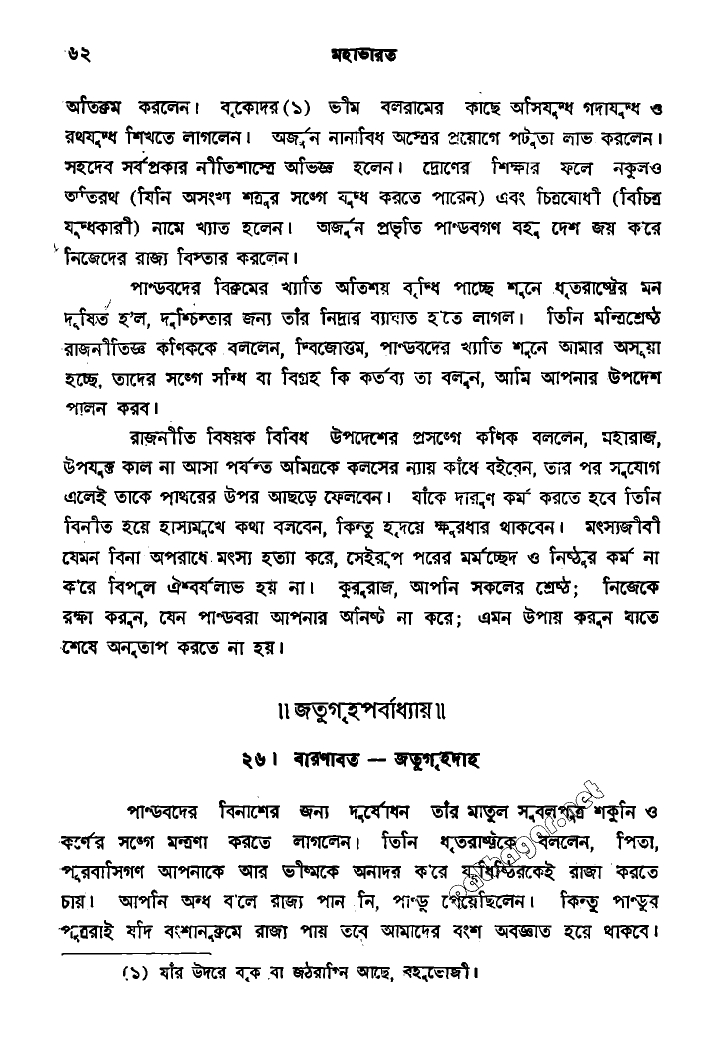 ৬২
মহাভারত
অতিক্রম করলেন। বৃকোদর(১) ভীম বলরামের কাছে অসিযুদ্ধ গদাযুদ্ধ ও
রথযুদ্ধ শিখতে লাগলেন। অর্জুন নানাবিধ অস্ত্রের প্রয়োগে পটুতা লাভ করলেন।
সহদেব সর্বপ্রকার নীতিশাস্ত্রে অভিজ্ঞ হলেন। দ্রোণের শিক্ষার ফলে নকুলও
অতিরথ (যিনি অসংখ্য শত্রুর সঙ্গে যুদ্ধ করতে পারেন) এবং চিত্রযোধী (বিচিত্র
যুদ্ধকারী) নামে খ্যাত হলেন। অর্জুন প্রভৃতি পাণ্ডবগণ বহু দেশ জয় ক'রে
নিজেদের রাজ্য বিস্তার করলেন।
পাণ্ডবদের বিক্রমের খ্যাতি অতিশয় বৃদ্ধি পাচ্ছে শুনে ধৃতরাষ্ট্রের মন
দূষিত হ'ল, দুশ্চিন্তার জন্য তাঁর নিদ্রার ব্যাঘাত হ'তে লাগল। তিনি মন্ত্রিশ্রেষ্ঠ
রাজনীতিজ্ঞ কণিককে বললেন, দ্বিজোত্তম, পাণ্ডবদের খ্যাতি শুনে আমার অসূয়া
হচ্ছে, তাদের সঙ্গে সন্ধি বা বিগ্রহ কি কর্তব্য তা বলুন, আমি আপনার উপদেশ
পালন করব।
রাজনীতি বিষয়ক বিবিধ উপদেশের প্রসঙ্গে কণিক বললেন, মহারাজ,
উপযুক্ত কাল না আসা পর্যন্ত অমিত্রকে কলসের ন্যায় কাঁধে বইবেন, তার পর সুযোগ
এলেই তাকে পাথরের উপর আছড়ে ফেলবেন। যাঁকে দারুণ কর্ম করতে হবে তিনি
বিনীত হয়ে হাস্যমুখে কথা বলবেন, কিন্তু হৃদয়ে ক্ষুরধার থাকবেন। মৎস্যজীবী
যেমন বিনা অপরাধে মৎস্য হত্যা করে, সেইরূপ পরের মর্মচ্ছেদ ও নিষ্ঠুর কর্ম না
ক'রে বিপুল ঐশ্বর্যলাভ হয় না। কুরুরাজ, আপনি সকলের শ্রেষ্ঠ; নিজেকে
রক্ষা করুন, যেন পাণ্ডবরা আপনার অনিষ্ট না করে; এমন উপায় করুন যাতে
শেষে অনুতাপ করতে না হয়।
॥ জতুগৃহপর্বাধ্যায় ॥
২৬। বারণাবত — জতুগৃহদাহ
পাণ্ডবদের বিনাশের জন্য দুর্যোধন তাঁর মাতুল সুবলপুত্র শকুনি ও
কর্ণের সঙ্গে মন্ত্রণা করতে লাগলেন। তিনি ধৃতরাষ্ট্রকে বললেন, পিতা,
পুরবাসিগণ আপনাকে আর ভীষ্মকে অনাদর ক'রে যুধিষ্ঠিরকেই রাজা করতে
চায়। আপনি অন্ধ ব'লে রাজ্য পান নি, পাণ্ডু পেয়েছিলেন। কিন্তু পাণ্ডুর
পুত্ররাই যদি বংশানুক্রমে রাজ্য পায় তবে আমাদের বংশ অবজ্ঞাত হয়ে থাকবে।
(১) যাঁর উদরে বৃক বা জঠরাগ্নি আছে, বহুভোজী।
pathagar.net